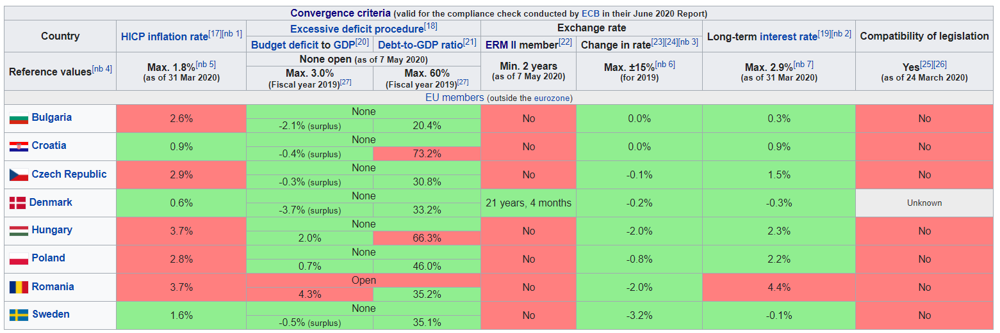 Convergence criteria (valid for the compliance check conducted by ECB in their June 2020 Report)
Country HICP inflation rate[17][nb 1] Excessive deficit procedure[18] Exchange rate Long-term interest rate[19][nb 2] Compatibility of legislation
Budget deficit to GDP[20] Debt-to-GDP ratio[21] ERM II member[22] Change in rate[23][24][nb 3]
Reference values[nb 4] Max. 1.8%[nb 5] None open (as of 7 May 2020) Min. 2 years Max. ±15%[nb 6] Max. 2.9%[nb 7] Yes[25][26]
(as of 31 Mar 2020) Max. 3.0% Max. 60% (as of 7 May 2020) (for 2019) (as of 31 Mar 2020) (as of 24 March 2020)
(Fiscal year 2019)[27] (Fiscal year 2019)[27]
EU members (outside the eurozone)
Bulgaria 2.6% None No 0.0% 0.3% No
-2.1% (surplus) 20.4%
Croatia 0.9% None No 0.0% 0.9% No
-0.4% (surplus) 73.2%
Czech Republic 2.9% None No -0.1% 1.5% No
-0.3% (surplus) 30.8%
Denmark 0.6% None 21 years, 4 months -0.2% -0.3% Unknown
-3.7% (surplus) 33.2%
Hungary 3.7% None No -2.0% 2.3% No
2.0% 66.3%
Poland 2.8% None No -0.8% 2.2% No
0.7% 46.0%
Romania 3.7% Open No -2.0% 4.4% No
4.3% 35.2%
Sweden 1.6% None No -3.2% -0.1% No
-0.5% (surplus) 35.1%